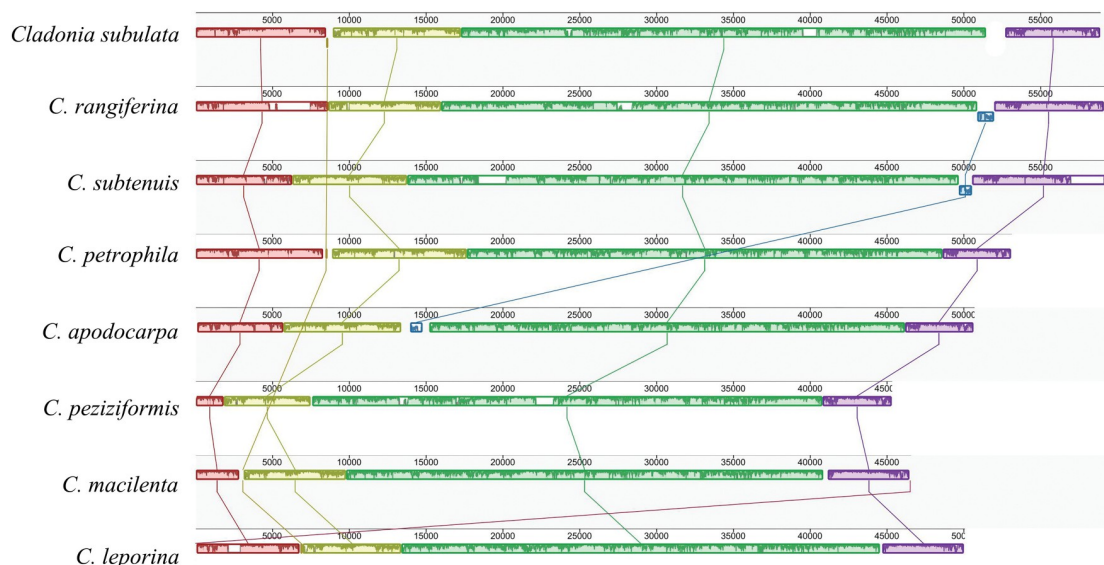 5000 10000 15000 20000 25000 30000 35000 40000 45000 50000 55000
Cladonia subulata
5000 10000 15000 20000 25000 30000 35000 40000 45000 50000 55000
C. rangiferina
5000 10000 15000 20000 25000 30000 35000 40000 45000 50000 55000
C. subtenuis
5000 10000 15000 20000 25000 30000 35000 40000 45000 50000
C. petrophila
5000 10000 15000 20000 25000 30000 35000 40000 45000 50000
C. apodocarpa
5000 10000 15000 20000 25000 30000 35000 40000 450
C. peziziformis
5000 10000 15000 20000 25000 30000 35000 40000 45000
C. macilenta
5000 10000 15000 20000 25000 30000 35000 40000 45000 500
C. leporina